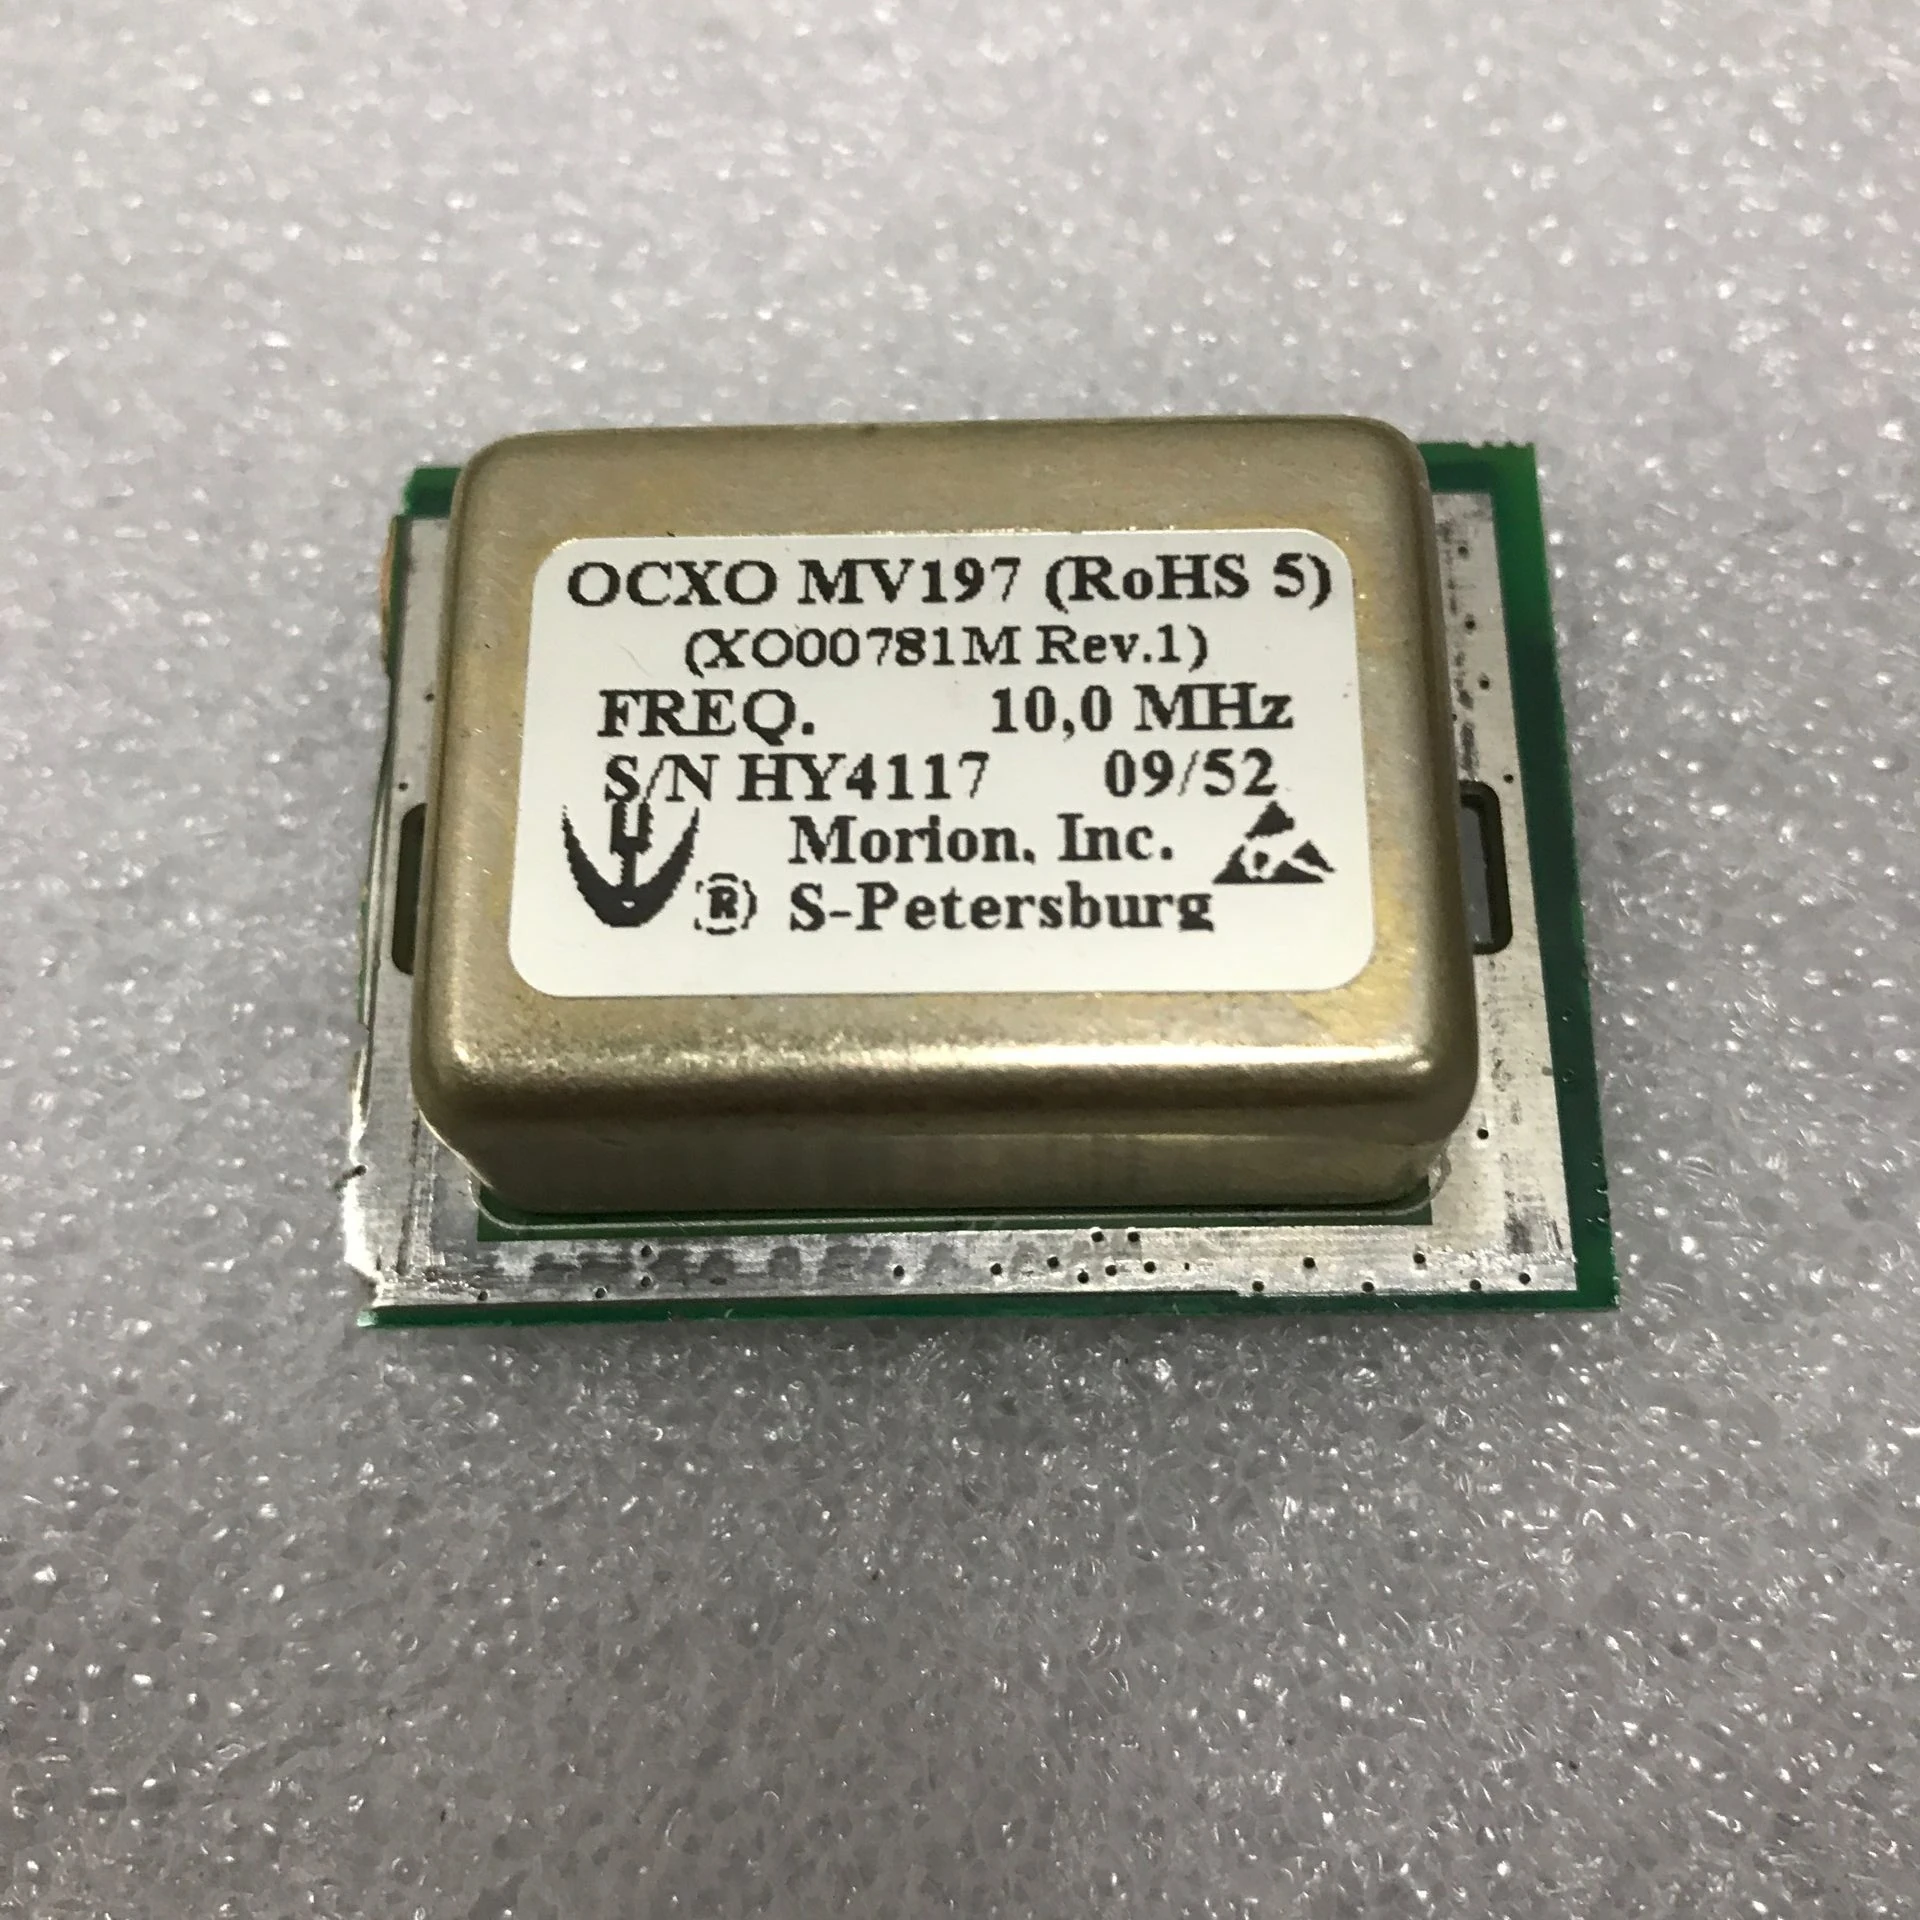 OCXO MV197 (RoHS 5)
(XO00781M Rev.1)
FREQ. 10,0 MHz
S/N HY4117 09/52
Morion, Inc.
® S-Petersburg